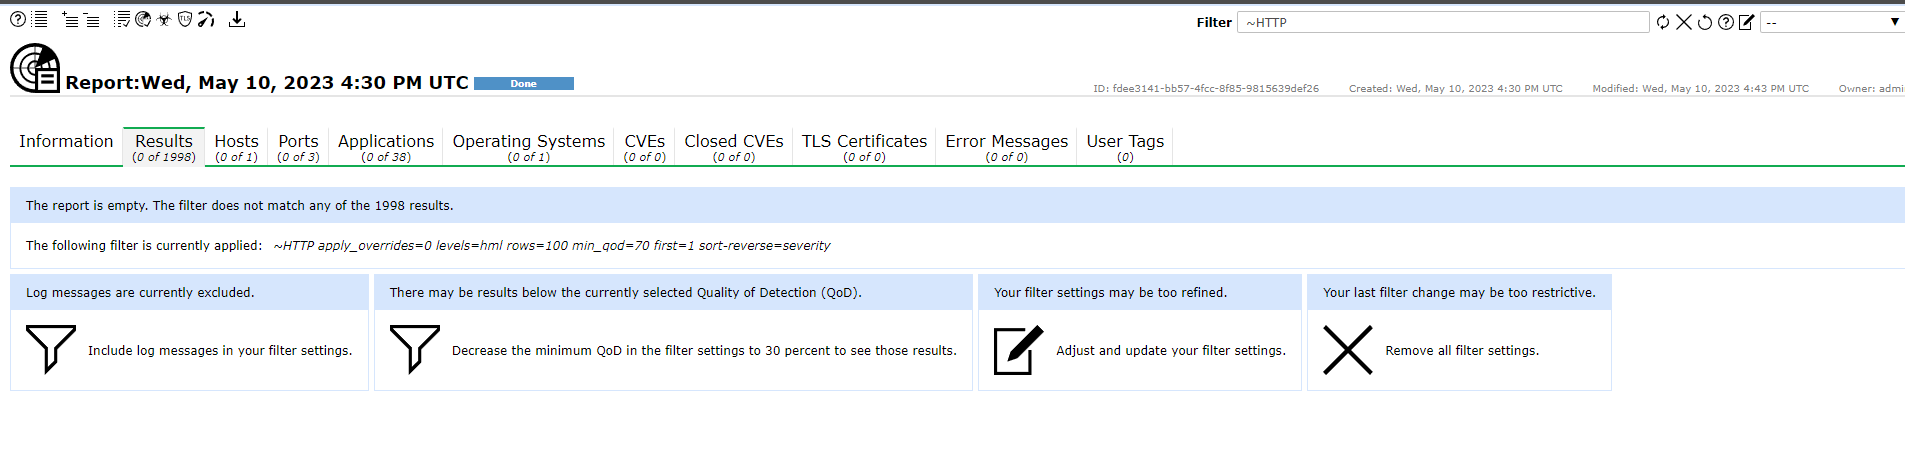 Filter ~HTTP --
Report:Wed, May 10, 2023 4:30 PM UTC Done
ID: fdee3141-bb57-4fcc-8f85-9815639def26 Created: Wed, May 10, 2023 4:30 PM UTC Modified: Wed, May 10, 2023 4:43 PM UTC Owner: admi
Information Results Hosts Ports Applications Operating Systems CVEs Closed CVEs TLS Certificates Error Messages User Tags
(0 of 1998) (0 of 1) (0 of 3) (0 of 38) (0 of 1) (0 of 0) (0 of 0) (0 of 0) (0 of 0) (0)
The report is empty. The filter does not match any of the 1998 results.
The following filter is currently applied: ~HTTP apply_overrides=0 levels=hml rows=100 min_qod=70 first=1 sort-reverse=severity
Log messages are currently excluded. There may be results below the currently selected Quality of Detection (QoD). Your filter settings may be too refined. Your last filter change may be too restrictive.
Include log messages in your filter settings. Decrease the minimum QoD in the filter settings to 30 percent to see those results. Adjust and update your filter settings. Remove all filter settings.